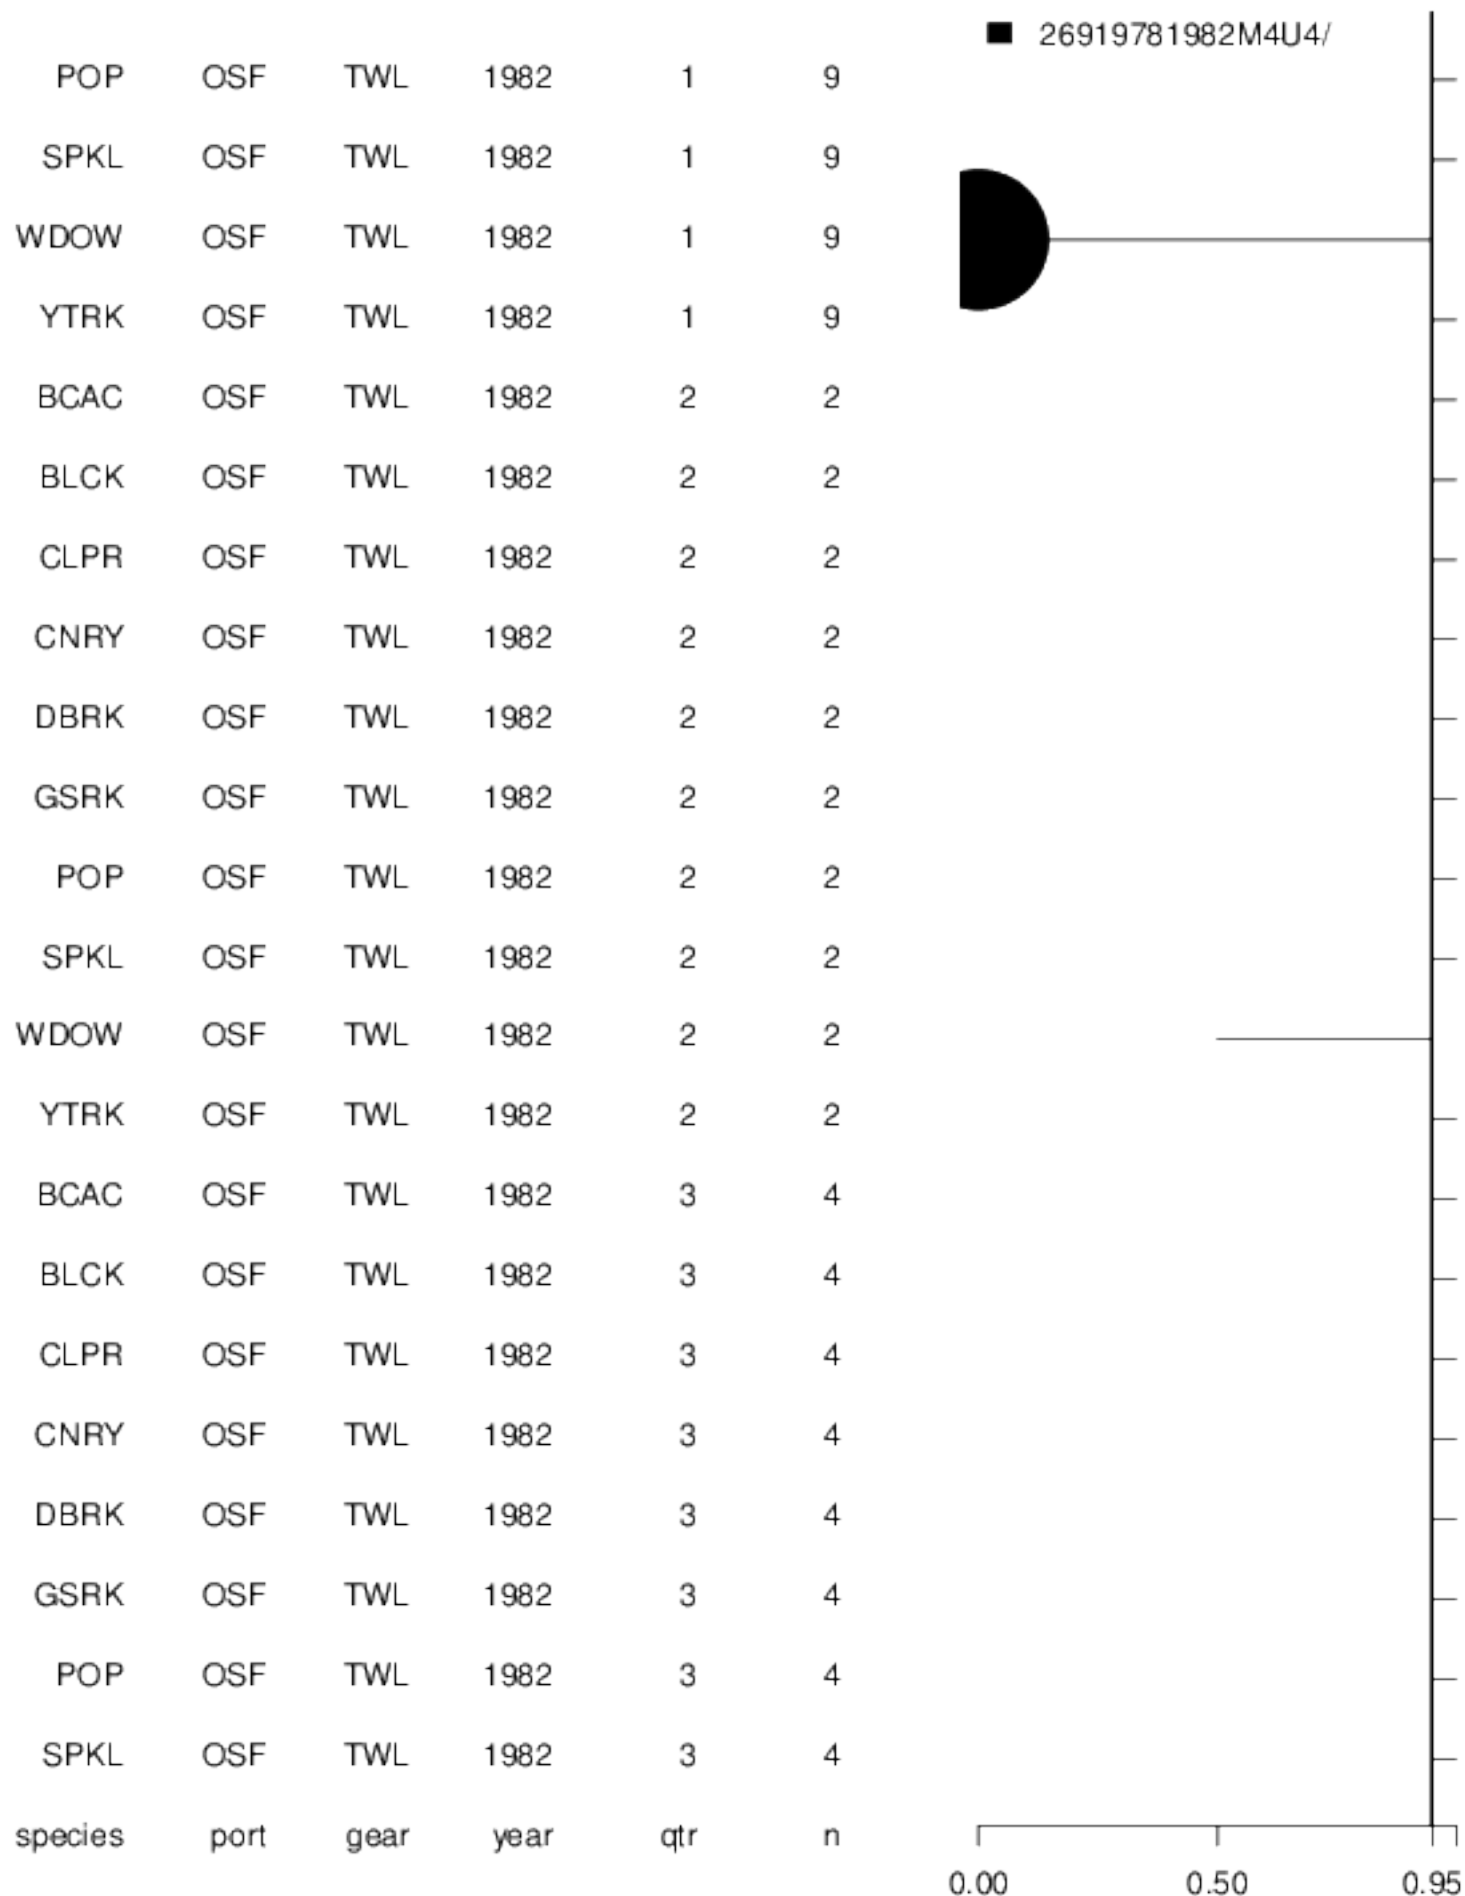 26919781982M4U4/
POP OSF TWL 1982 1 9
SPKL OSF TWL 1982 1 9
WDOW OSF TWL 1982 1 9
YTRK OSF TWL 1982 1 9
BCAC OSF TWL 1982 2 2
BLCK OSF TWL 1982 2 2
CLPR OSF TWL 1982 2 2
CNRY OSF TWL 1982 2 2
DBRK OSF TWL 1982 2 2
GSRK OSF TWL 1982 2 2
POP OSF TWL 1982 2 2
SPKL OSF TWL 1982 2 2
WDOW OSF TWL 1982 2 2
YTRK OSF TWL 1982 2 2
BCAC OSF TWL 1982 3 4
BLCK OSF TWL 1982 3 4
CLPR OSF TWL 1982 3 4
CNRY OSF TWL 1982 3 4
DBRK OSF TWL 1982 3 4
GSRK OSF TWL 1982 3 4
POP OSF TWL 1982 3 4
SPKL OSF TWL 1982 3 4
species port gear year qtr n
0.00 0.50 0.95